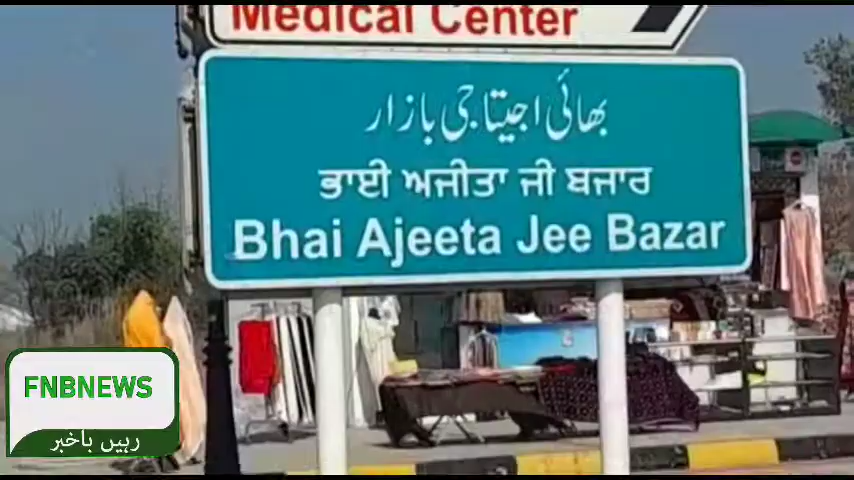 Medical Center
بھائی اجیتا جی بازار
ਭਾਈ ਅਜੀਤਾ ਜੀ ਬਜਾਰ
Bhai Ajeeta Jee Bazar
FNBNEWS
رہیں باخبر